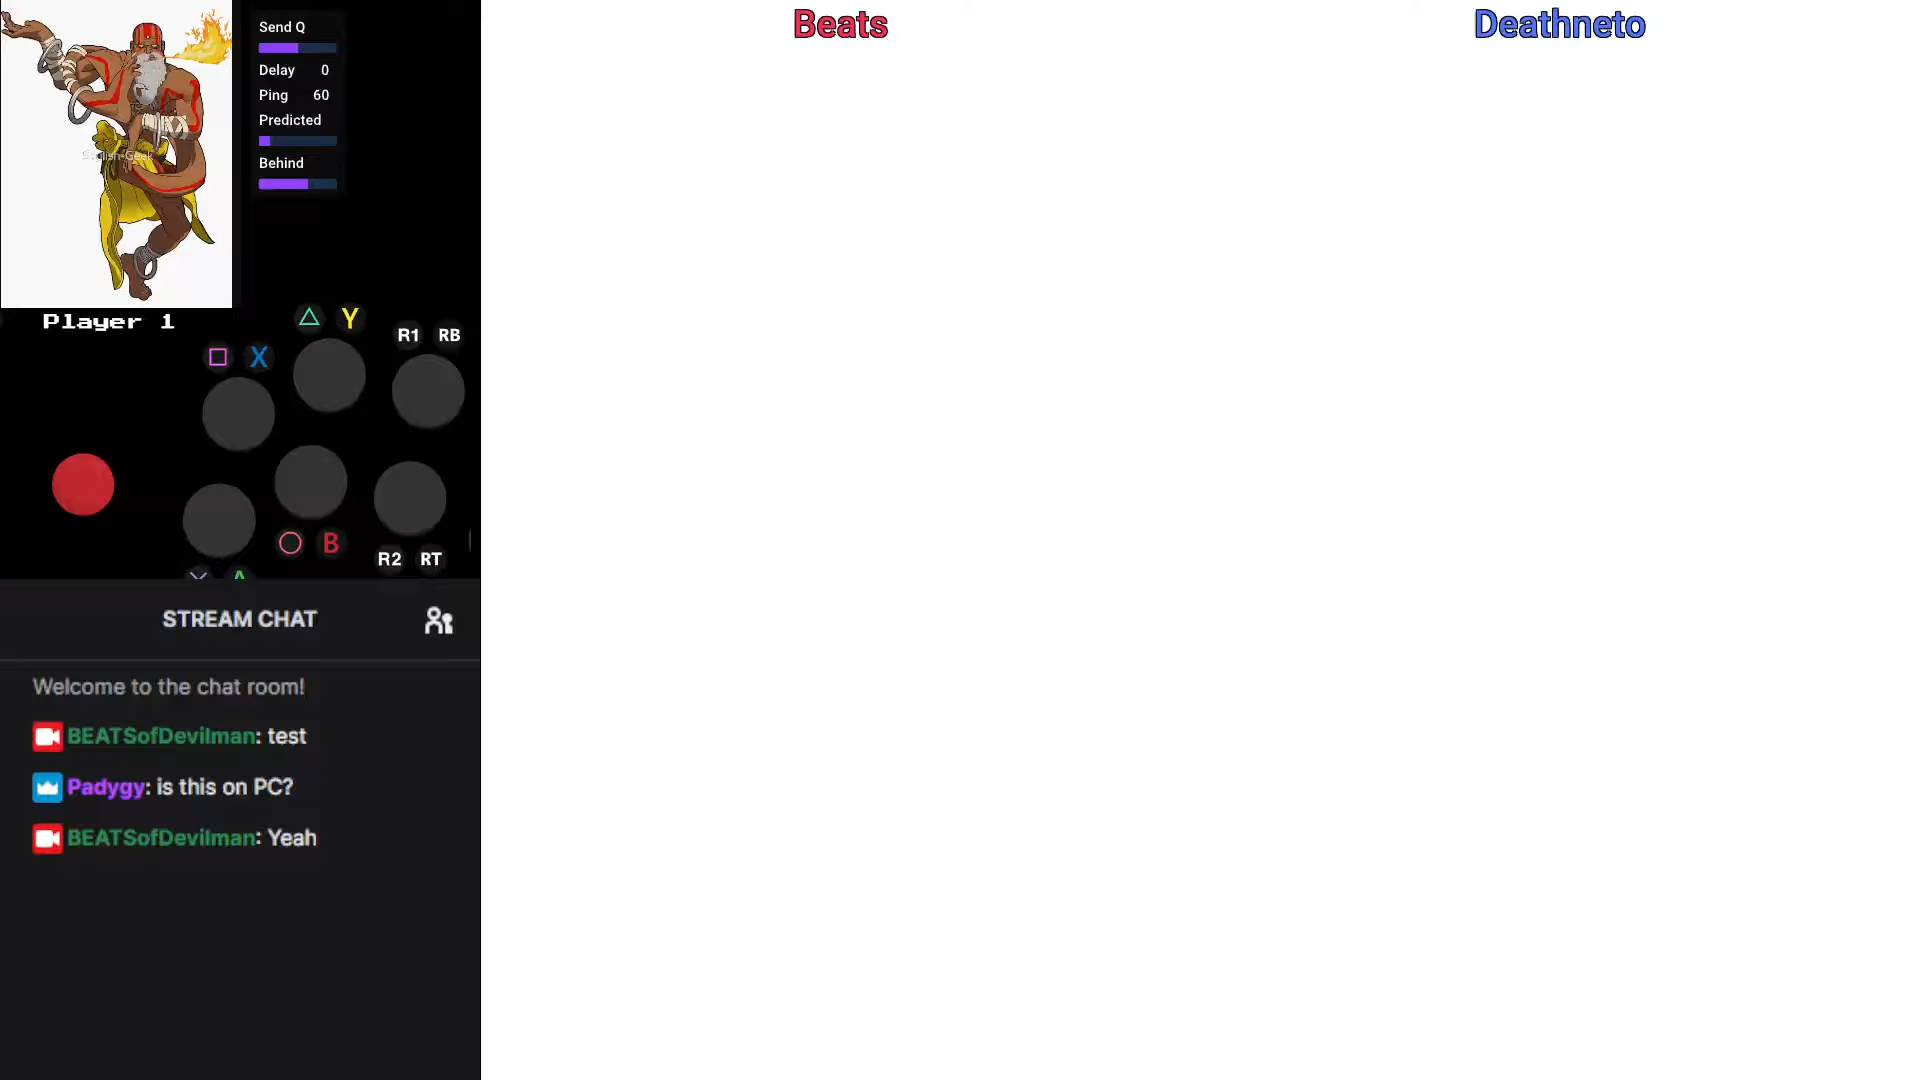 Send Q
Delay 0
Ping 60
Predicted
Behind
Beats
Deathneto
Player 1
Y
R1 RB
X
B
R2 RT
A
STREAM CHAT
Welcome to the chat room!
BEATSofDevilman: test
Padygy: is this on PC?
BEATSofDevilman: Yeah